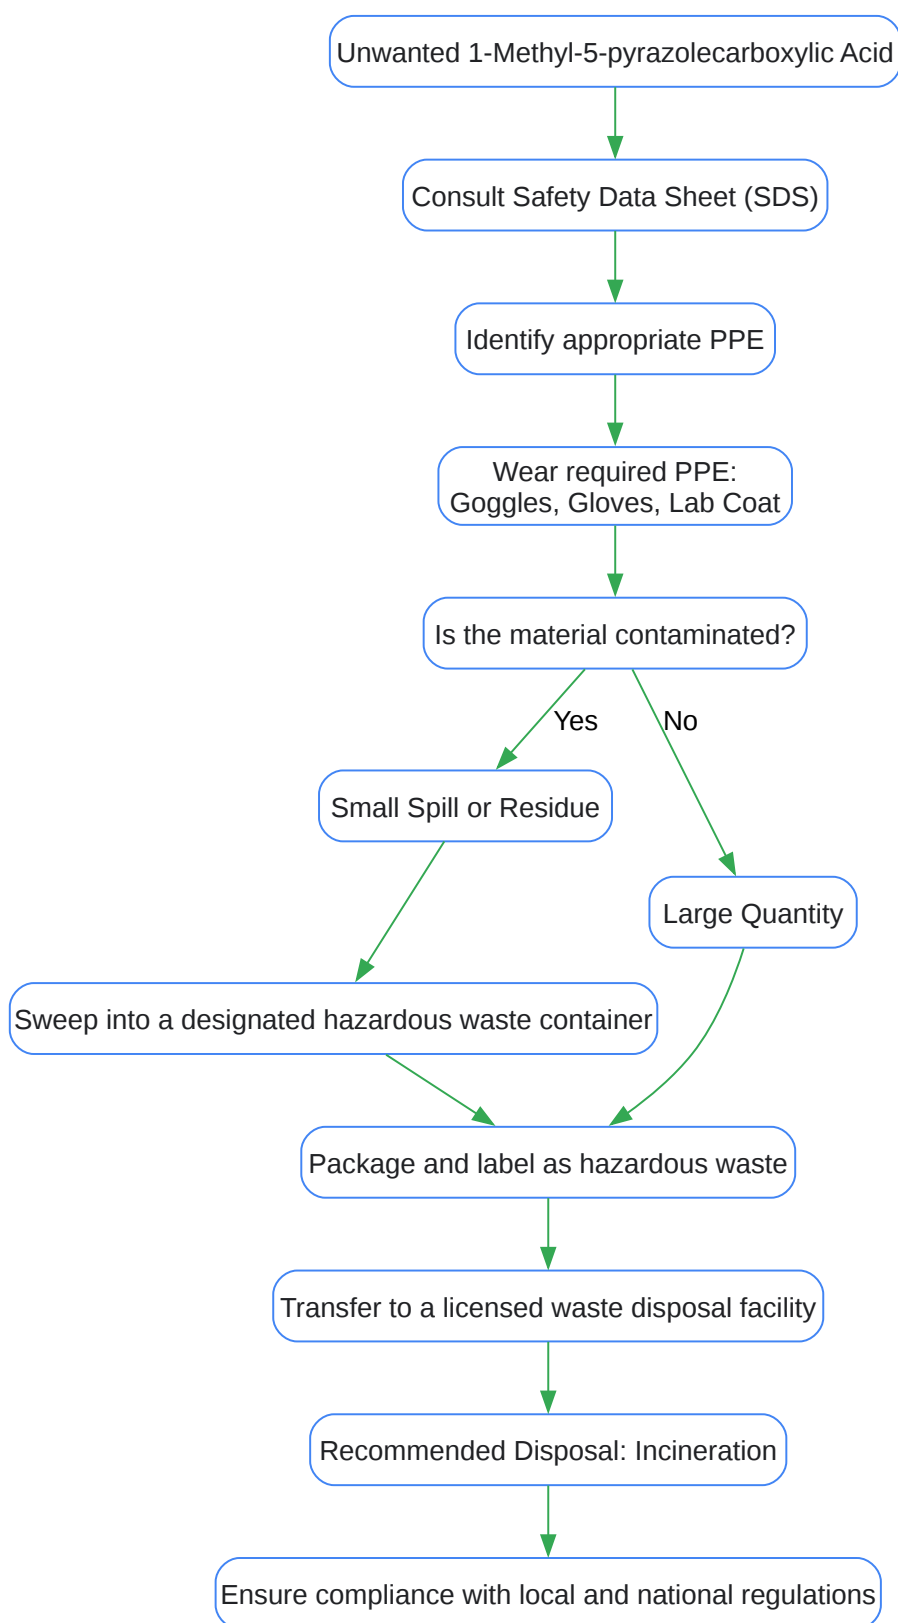 Unwanted 1-Methyl-5-pyrazolecarboxylic Acid
Consult Safety Data Sheet (SDS)
Identify appropriate PPE
Wear required PPE:
Goggles, Gloves, Lab Coat
Is the material contaminated?
Yes
No
Small Spill or Residue
Large Quantity
Sweep into a designated hazardous waste container
Package and label as hazardous waste
Transfer to a licensed waste disposal facility
Recommended Disposal: Incineration
Ensure compliance with local and national regulations